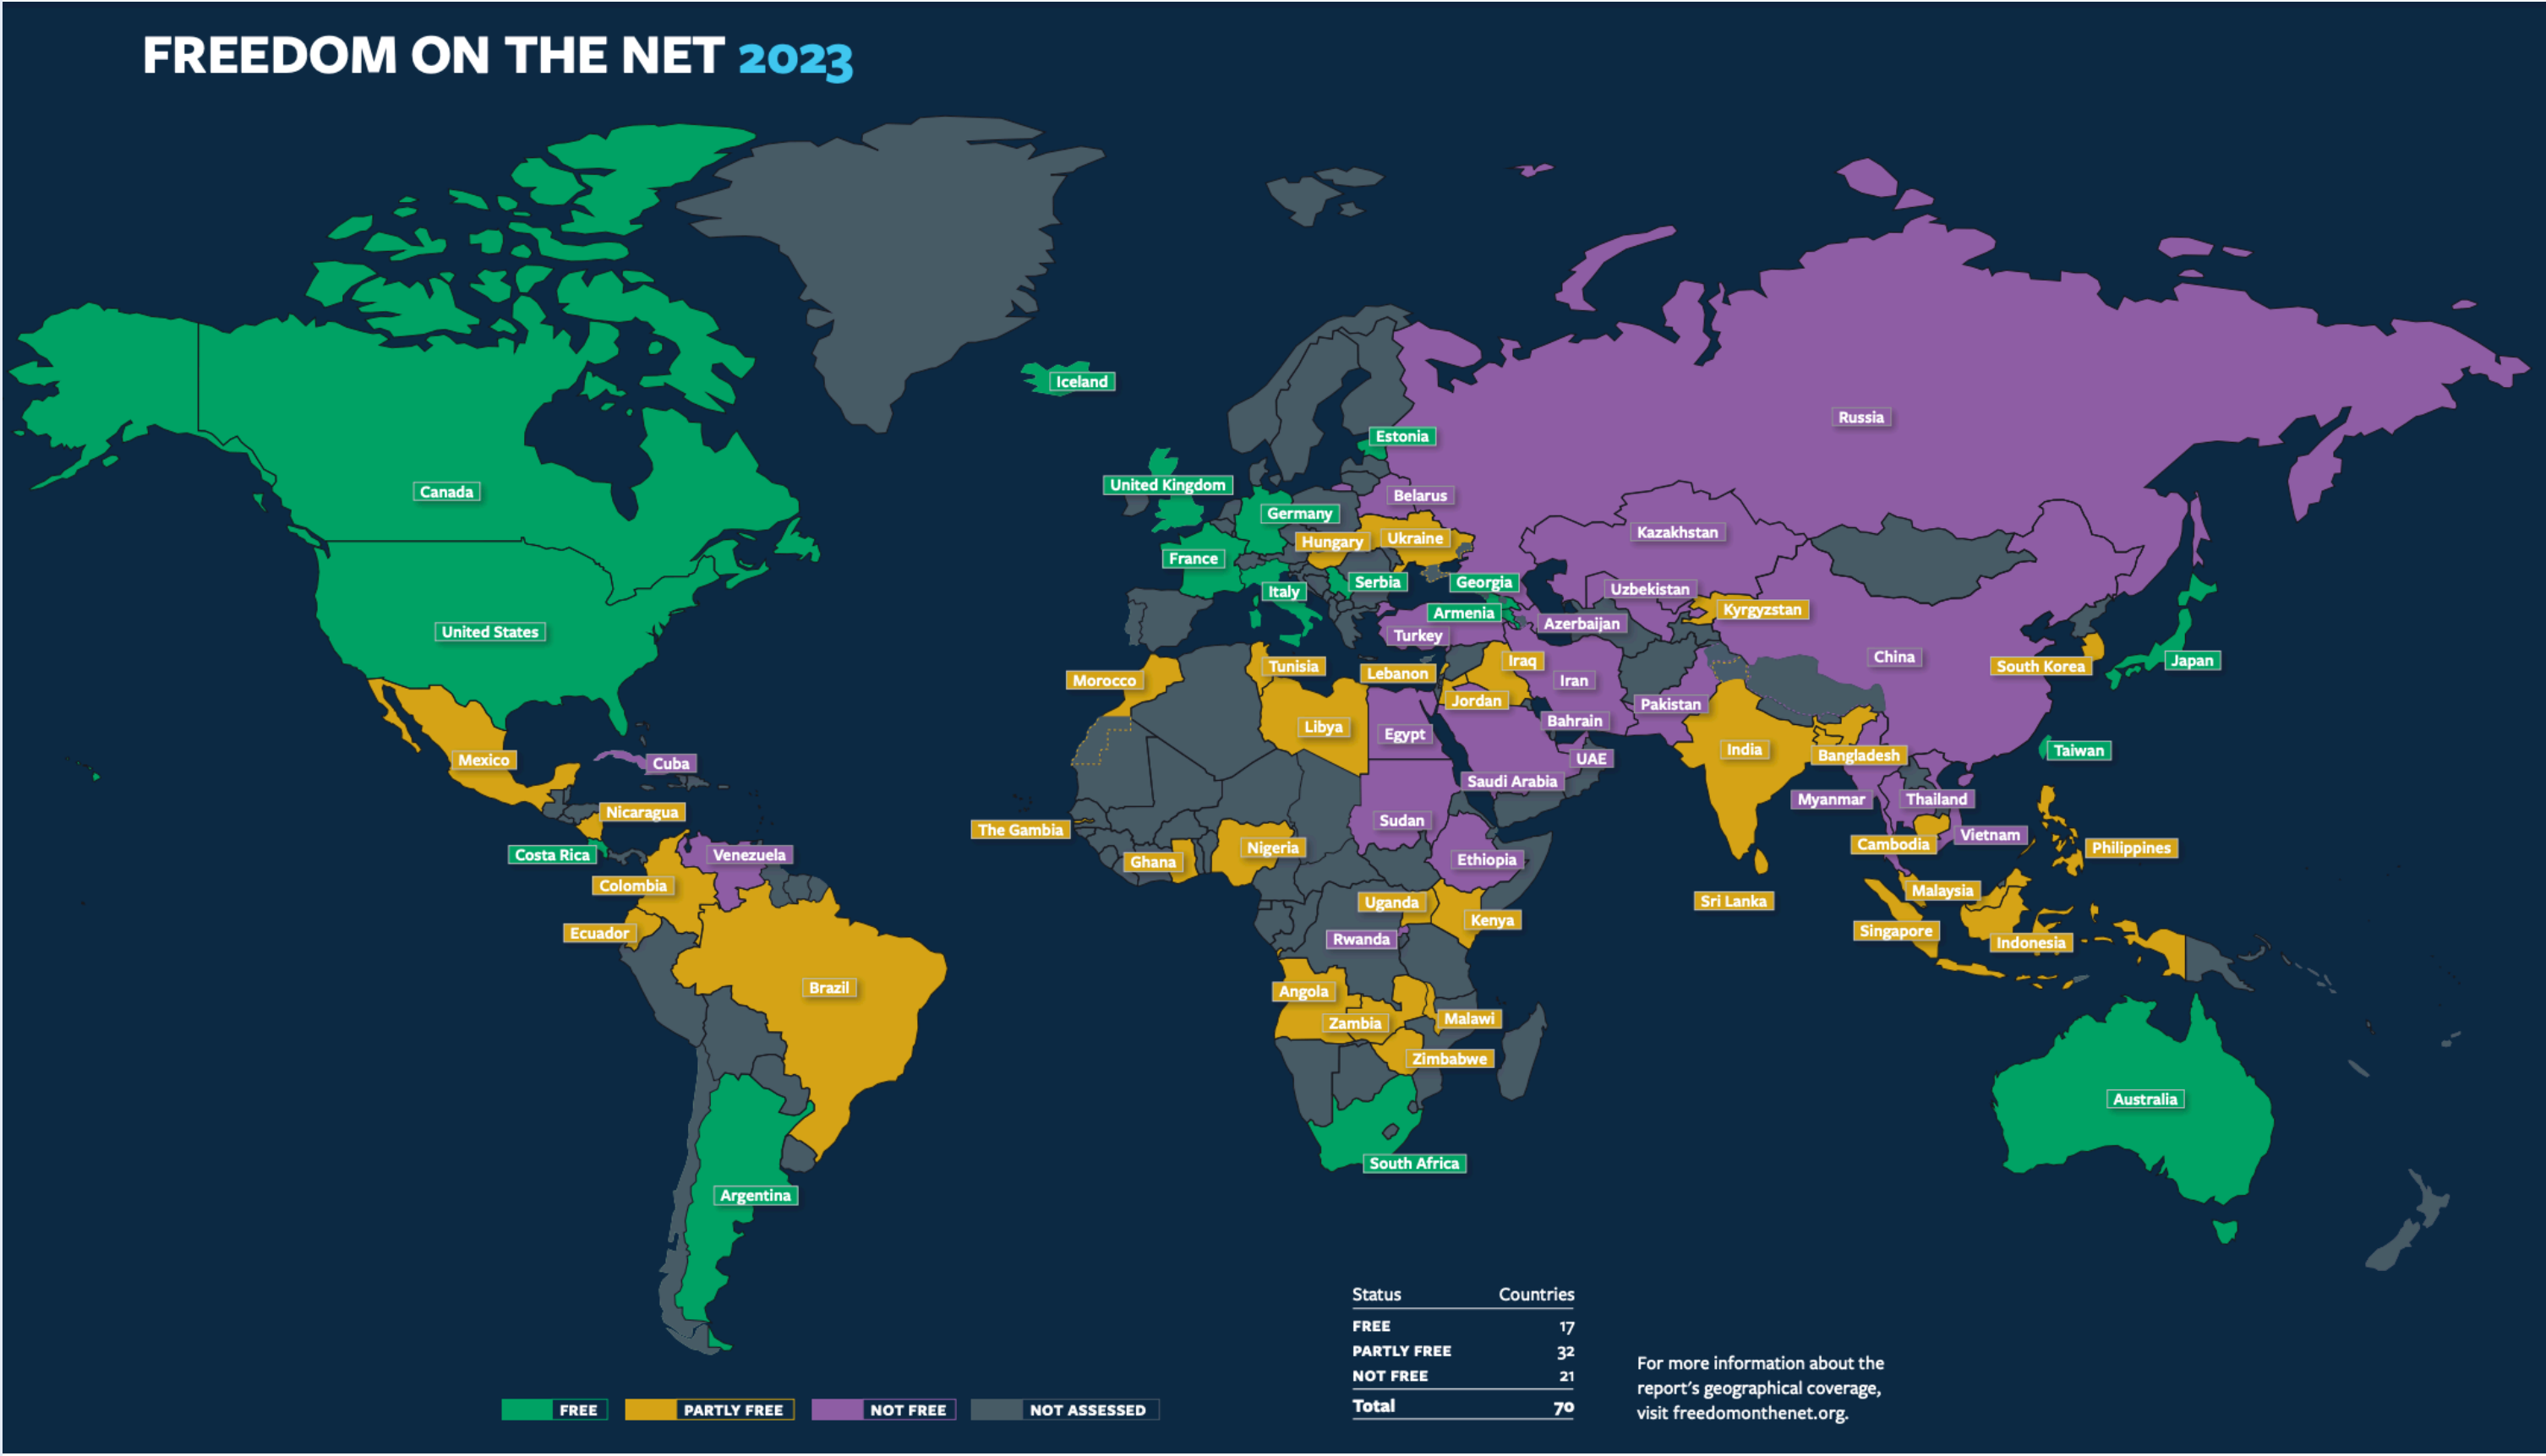 FREEDOM ON THE NET 2023
Iceland
Russia
Estonia
United Kingdom
Canada
Belarus
Germany
Kazakhstan
Hungary
Ukraine
France
Serbia
Georgia
Italy
Uzbekistan
Kyrgyzstan
Armenia
Azerbaijan
United States
Turkey
China
Iraq
South Korea
Japan
Tunisia
Lebanon
Morocco
Iran
Jordan
Pakistan
Bahrain
Libya
Egypt
India
Taiwan
Bangladesh
UAE
Mexico
Cuba
Saudi Arabia
Myanmar
Thailand
Nicaragua
Sudan
The Gambia
Vietnam
Cambodia
Nigeria
Philippines
Costa Rica
Venezuela
Ghana
Ethiopia
Colombia
Malaysia
Sri Lanka
Uganda
Kenya
Singapore
Ecuador
Rwanda
Indonesia
Brazil
Angola
Malawi
Zambia
Zimbabwe
Australia
South Africa
Argentina
Status Countries
FREE 17
PARTLY FREE 32
NOT FREE 21
Total 70
For more information about the
report's geographical coverage,
visit freedomonthenet.org.
FREE PARTLY FREE NOT FREE NOT ASSESSED